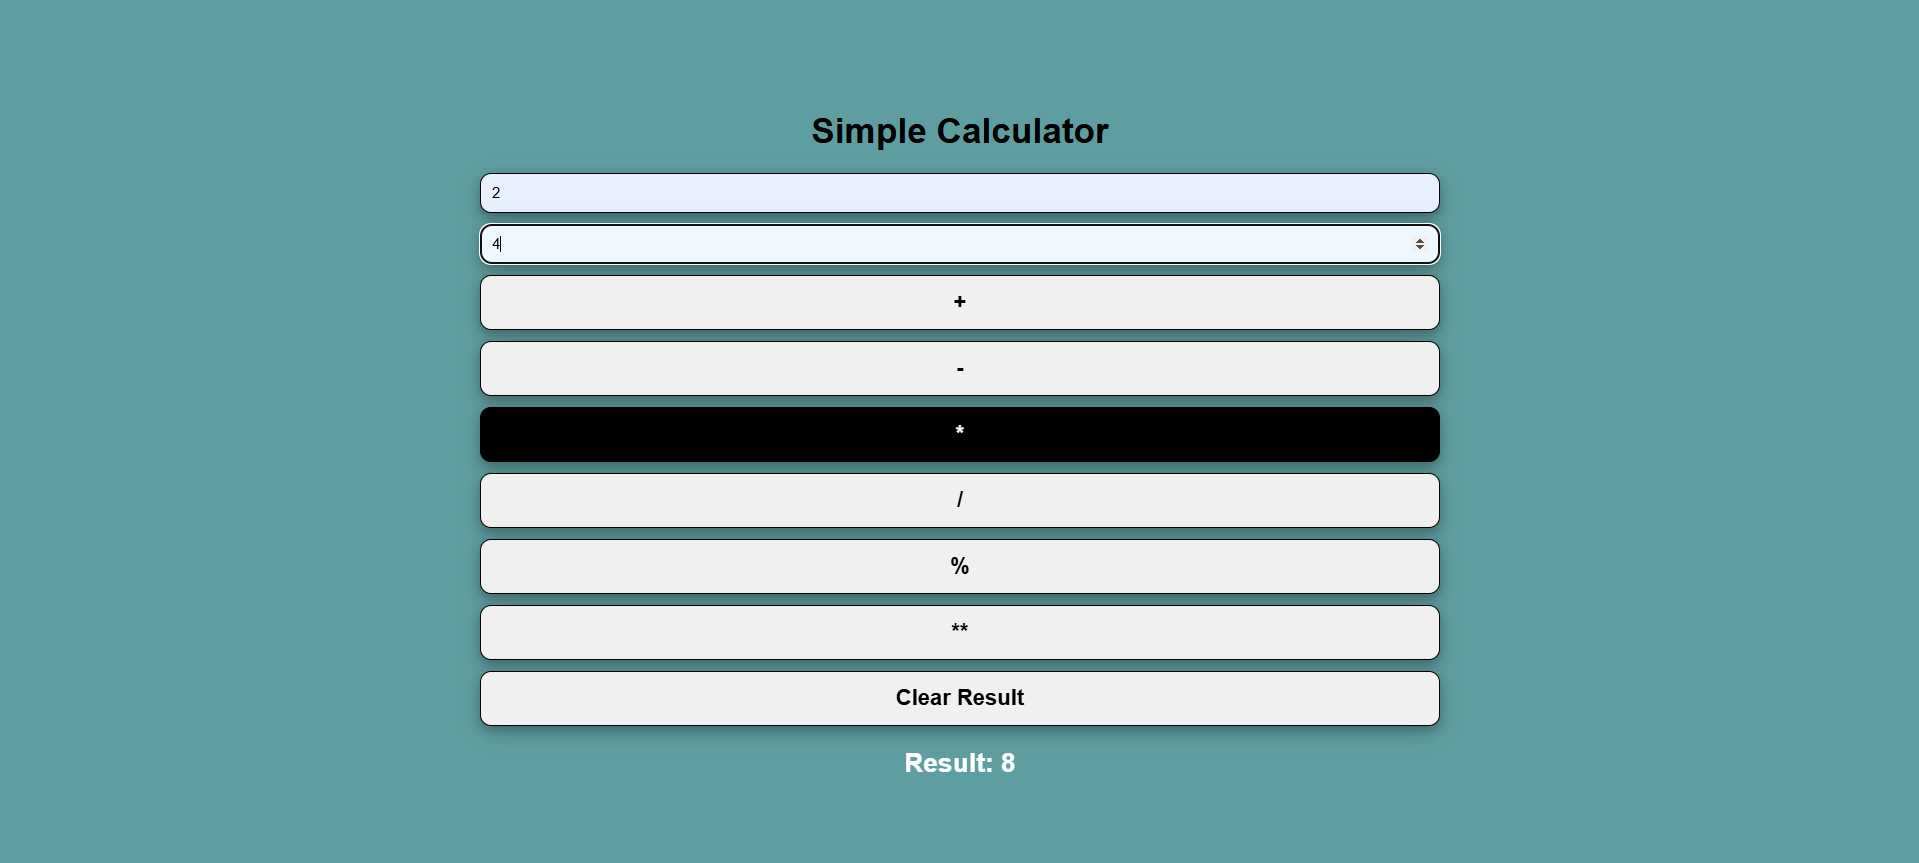 Simple Calculator
2
4
+
-
*
/
%
**
Clear Result
Result: 8